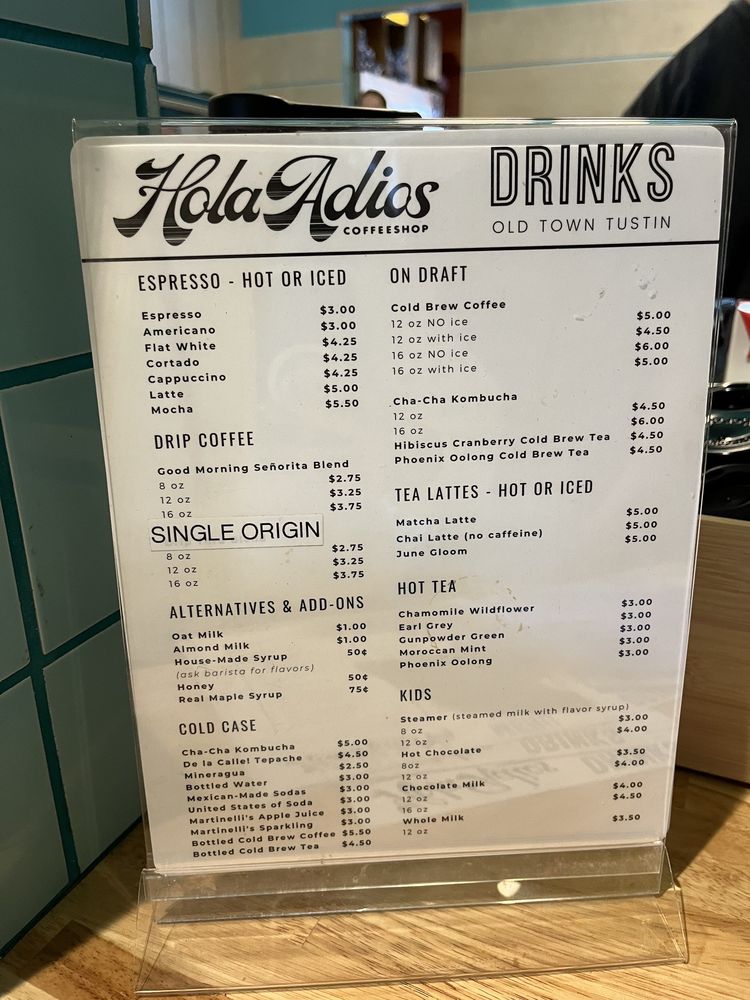 Hola Adios
COFFEESHOP
DRINKS
OLD TOWN TUSTIN
ESPRESSO - HOT OR ICED
Espresso $3.00
Americano $3.00
Flat White $4.25
Cortado $4.25
Cappuccino $4.25
Latte $5.00
Mocha $5.50
DRIP COFFEE
Good Morning Señorita Blend
8 oz $2.75
12 oz $3.25
16 oz $3.75
SINGLE ORIGIN
8 oz $2.75
12 oz $3.25
16 oz $3.75
ALTERNATIVES & ADD-ONS
Oat Milk $1.00
Almond Milk $1.00
House-Made Syrup 50¢
(ask barista for flavors)
Honey 50¢
Real Maple Syrup 75¢
COLD CASE
Cha-Cha Kombucha $5.00
De la Calle! Tepache $4.50
Mineragua $2.50
Bottled Water $3.00
Mexican-Made Sodas $3.00
United States of Soda $3.00
Martinelli's Apple Juice $3.00
Martinelli's Sparkling $3.00
Bottled Cold Brew Coffee $5.50
Bottled Cold Brew Tea $4.50
ON DRAFT
Cold Brew Coffee
12 oz NO ice $5.00
12 oz with ice $4.50
16 oz NO ice $6.00
16 oz with ice $5.00
Cha-Cha Kombucha
12 oz $4.50
16 oz $6.00
Hibiscus Cranberry Cold Brew Tea $4.50
Phoenix Oolong Cold Brew Tea $4.50
TEA LATTES - HOT OR ICED
Matcha Latte $5.00
Chai Latte (no caffeine) $5.00
June Gloom $5.00
HOT TEA
Chamomile Wildflower $3.00
Earl Grey $3.00
Gunpowder Green $3.00
Moroccan Mint $3.00
Phoenix Oolong $3.00
KIDS
Steamer (steamed milk with flavor syrup)
8 oz $3.00
12 oz $4.00
Hot Chocolate
8oz $3.50
12 oz $4.00
Chocolate Milk
12 oz $4.00
16 oz $4.50
Whole Milk
12 oz $3.50